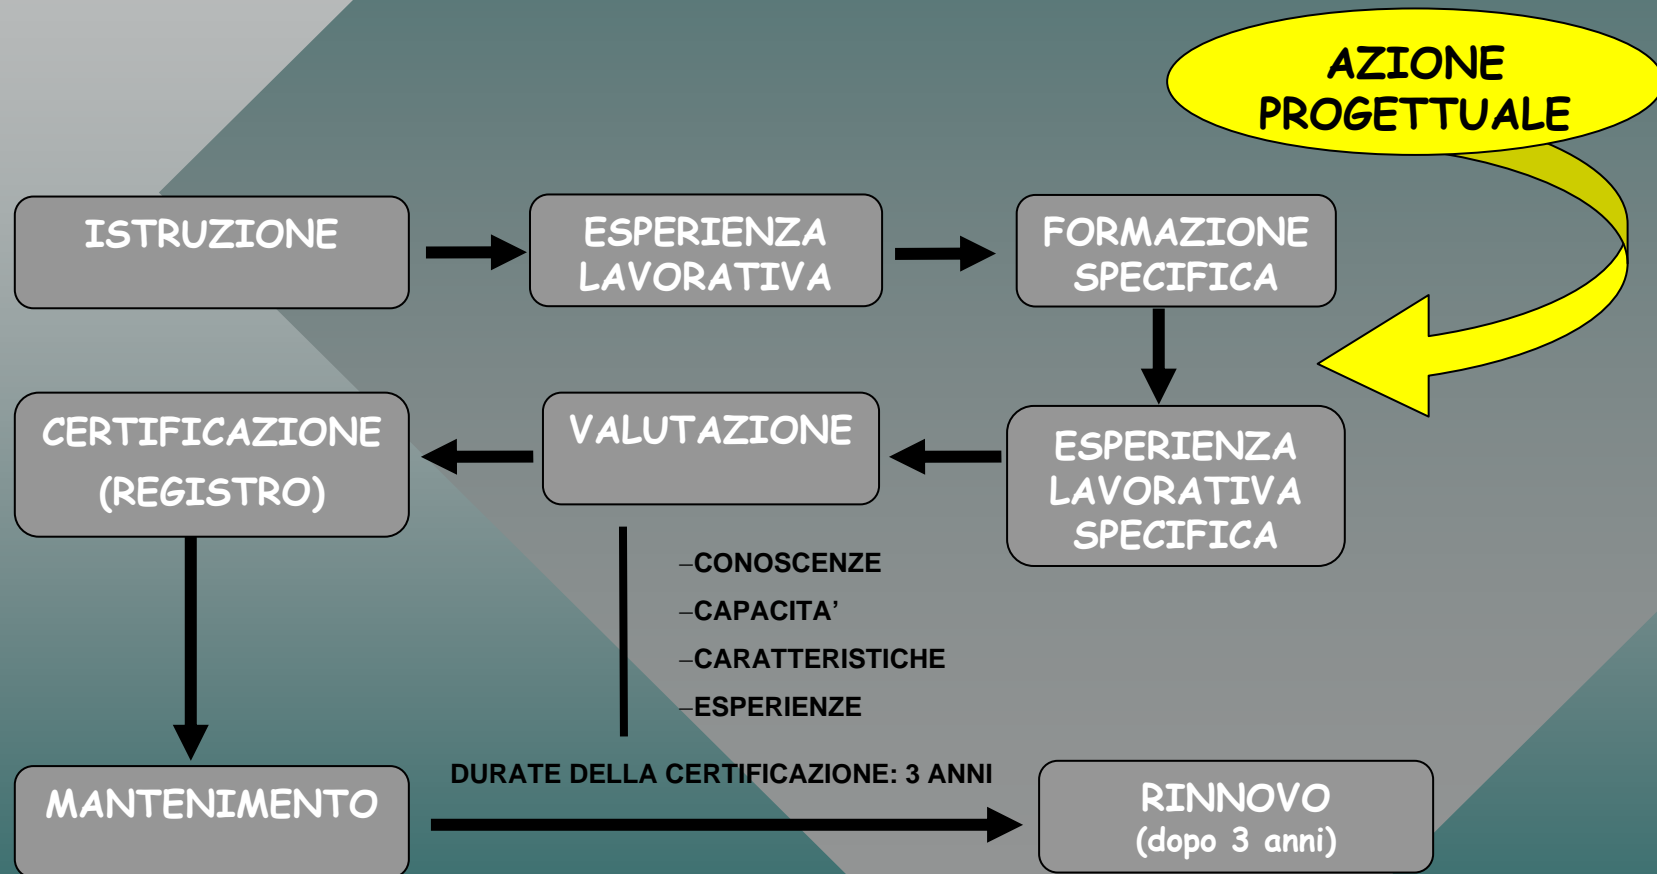 AZIONE
PROGETTUALE
ISTRUZIONE
ESPERIENZA
LAVORATIVA
FORMAZIONE
SPECIFICA
CERTIFICAZIONE
(REGISTRO)
VALUTAZIONE
ESPERIENZA
LAVORATIVA
SPECIFICA
–CONOSCENZE
–CAPACITA’
–CARATTERISTICHE
–ESPERIENZE
DURATE DELLA CERTIFICAZIONE: 3 ANNI
MANTENIMENTO
RINNOVO
(dopo 3 anni)